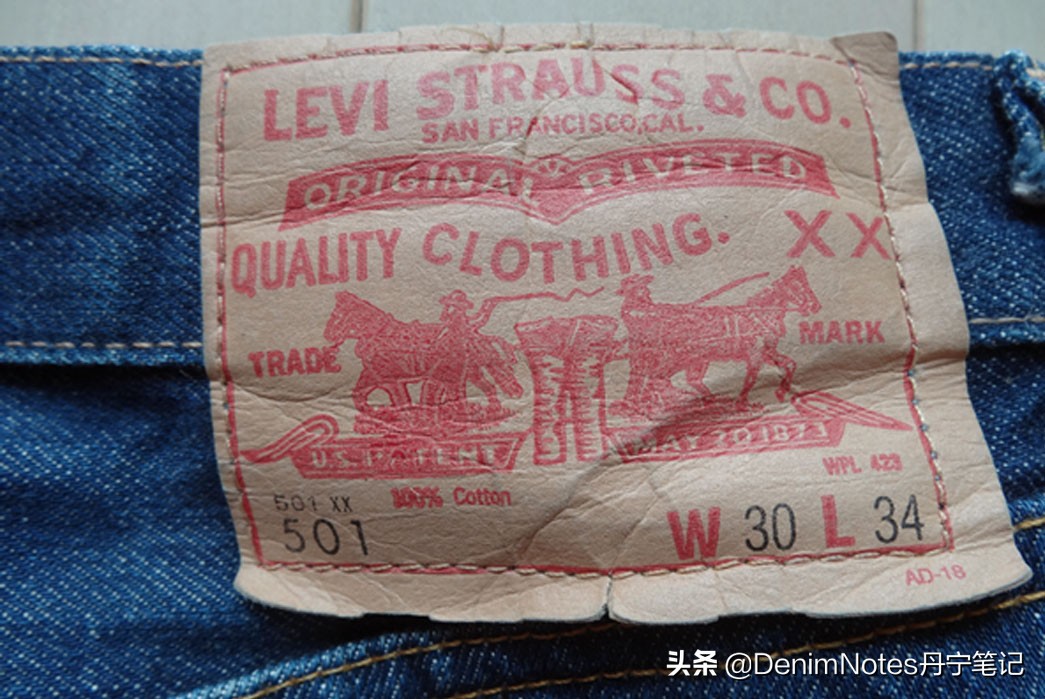 LEVI STRAUSS & CO.
SAN FRANCISCO, CAL.
ORIGINAL RIVETED
QUALITY CLOTHING. XX
TRADE MARK
U.S. PATENT MAY 20 1873
WPL 423
501 XX 100% Cotton
501 W 30 L 34
AD-18
头条 @DenimNotes丹宁笔记